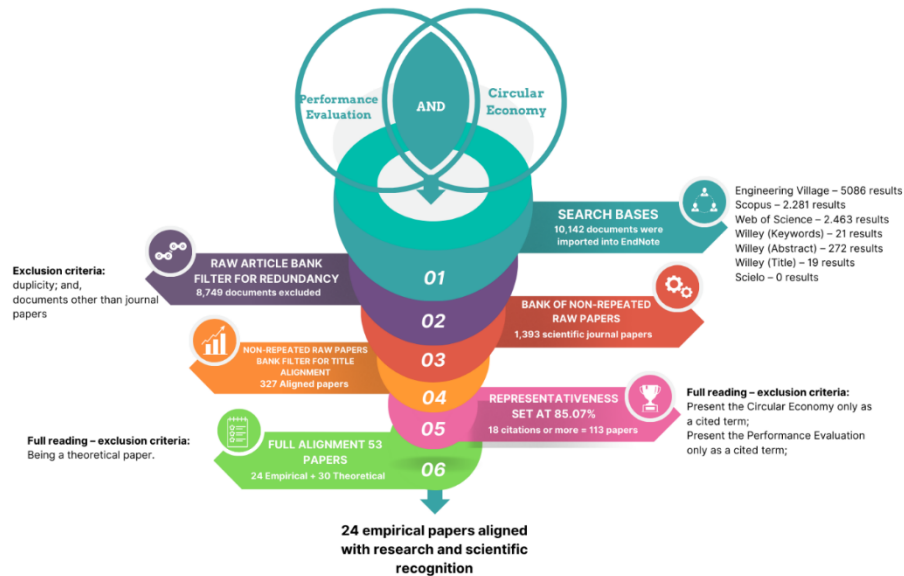 Performance
Evaluation
AND
Circular
Economy
SEARCH BASES
10,142 documents were
imported into EndNote
Engineering Village – 5086 results
Scopus – 2.281 results
Web of Science – 2.463 results
Willey (Keywords) – 21 results
Willey (Abstract) – 272 results
Willey (Title) – 19 results
Scielo – 0 results
01
Exclusion criteria:
duplicity; and,
documents other than journal
papers
RAW ARTICLE BANK
FILTER FOR REDUNDANCY
8,749 documents excluded
02
BANK OF NON-REPEATED
RAW PAPERS
1,393 scientific journal papers
03
NON-REPEATED RAW PAPERS
BANK FILTER FOR TITLE
ALIGNMENT
327 Aligned papers
04
REPRESENTATIVENESS
SET AT 85.07%
18 citations or more = 113 papers
Full reading – exclusion criteria:
Present the Circular Economy only as
a cited term;
Present the Performance Evaluation
only as a cited term;
05
Full reading – exclusion criteria:
Being a theoretical paper.
FULL ALIGNMENT 53
PAPERS
24 Empirical + 30 Theoretical
06
24 empirical papers aligned
with research and scientific
recognition